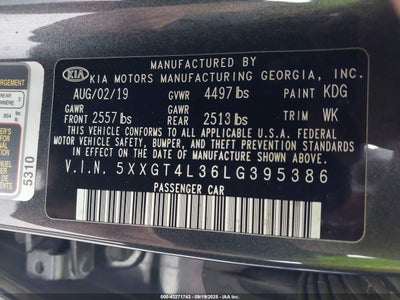 MANUFACTURED BY
KIA KIA MOTORS MANUFACTURING GEORGIA, INC.
AUG/02/19 GVWR 4497 lbs PAINT KDG
GAWR GAWR
FRONT 2557 lbs REAR 2513 lbs TRIM WK
THIS VEHICLE CONFORMS TO ALL APPLICABLE U.S.A. FEDERAL
MOTOR VEHICLE SAFETY, BUMPER, AND THEFT PREVENTION
STANDARDS IN EFFECT ON THE DATE OF MANUFACTURE SHOWN ABOVE.
V.I.N. 5XXGT4L36LG395386
PASSENGER CAR
5310
000-43271743 - 09/19/2025 - IAAI.COM